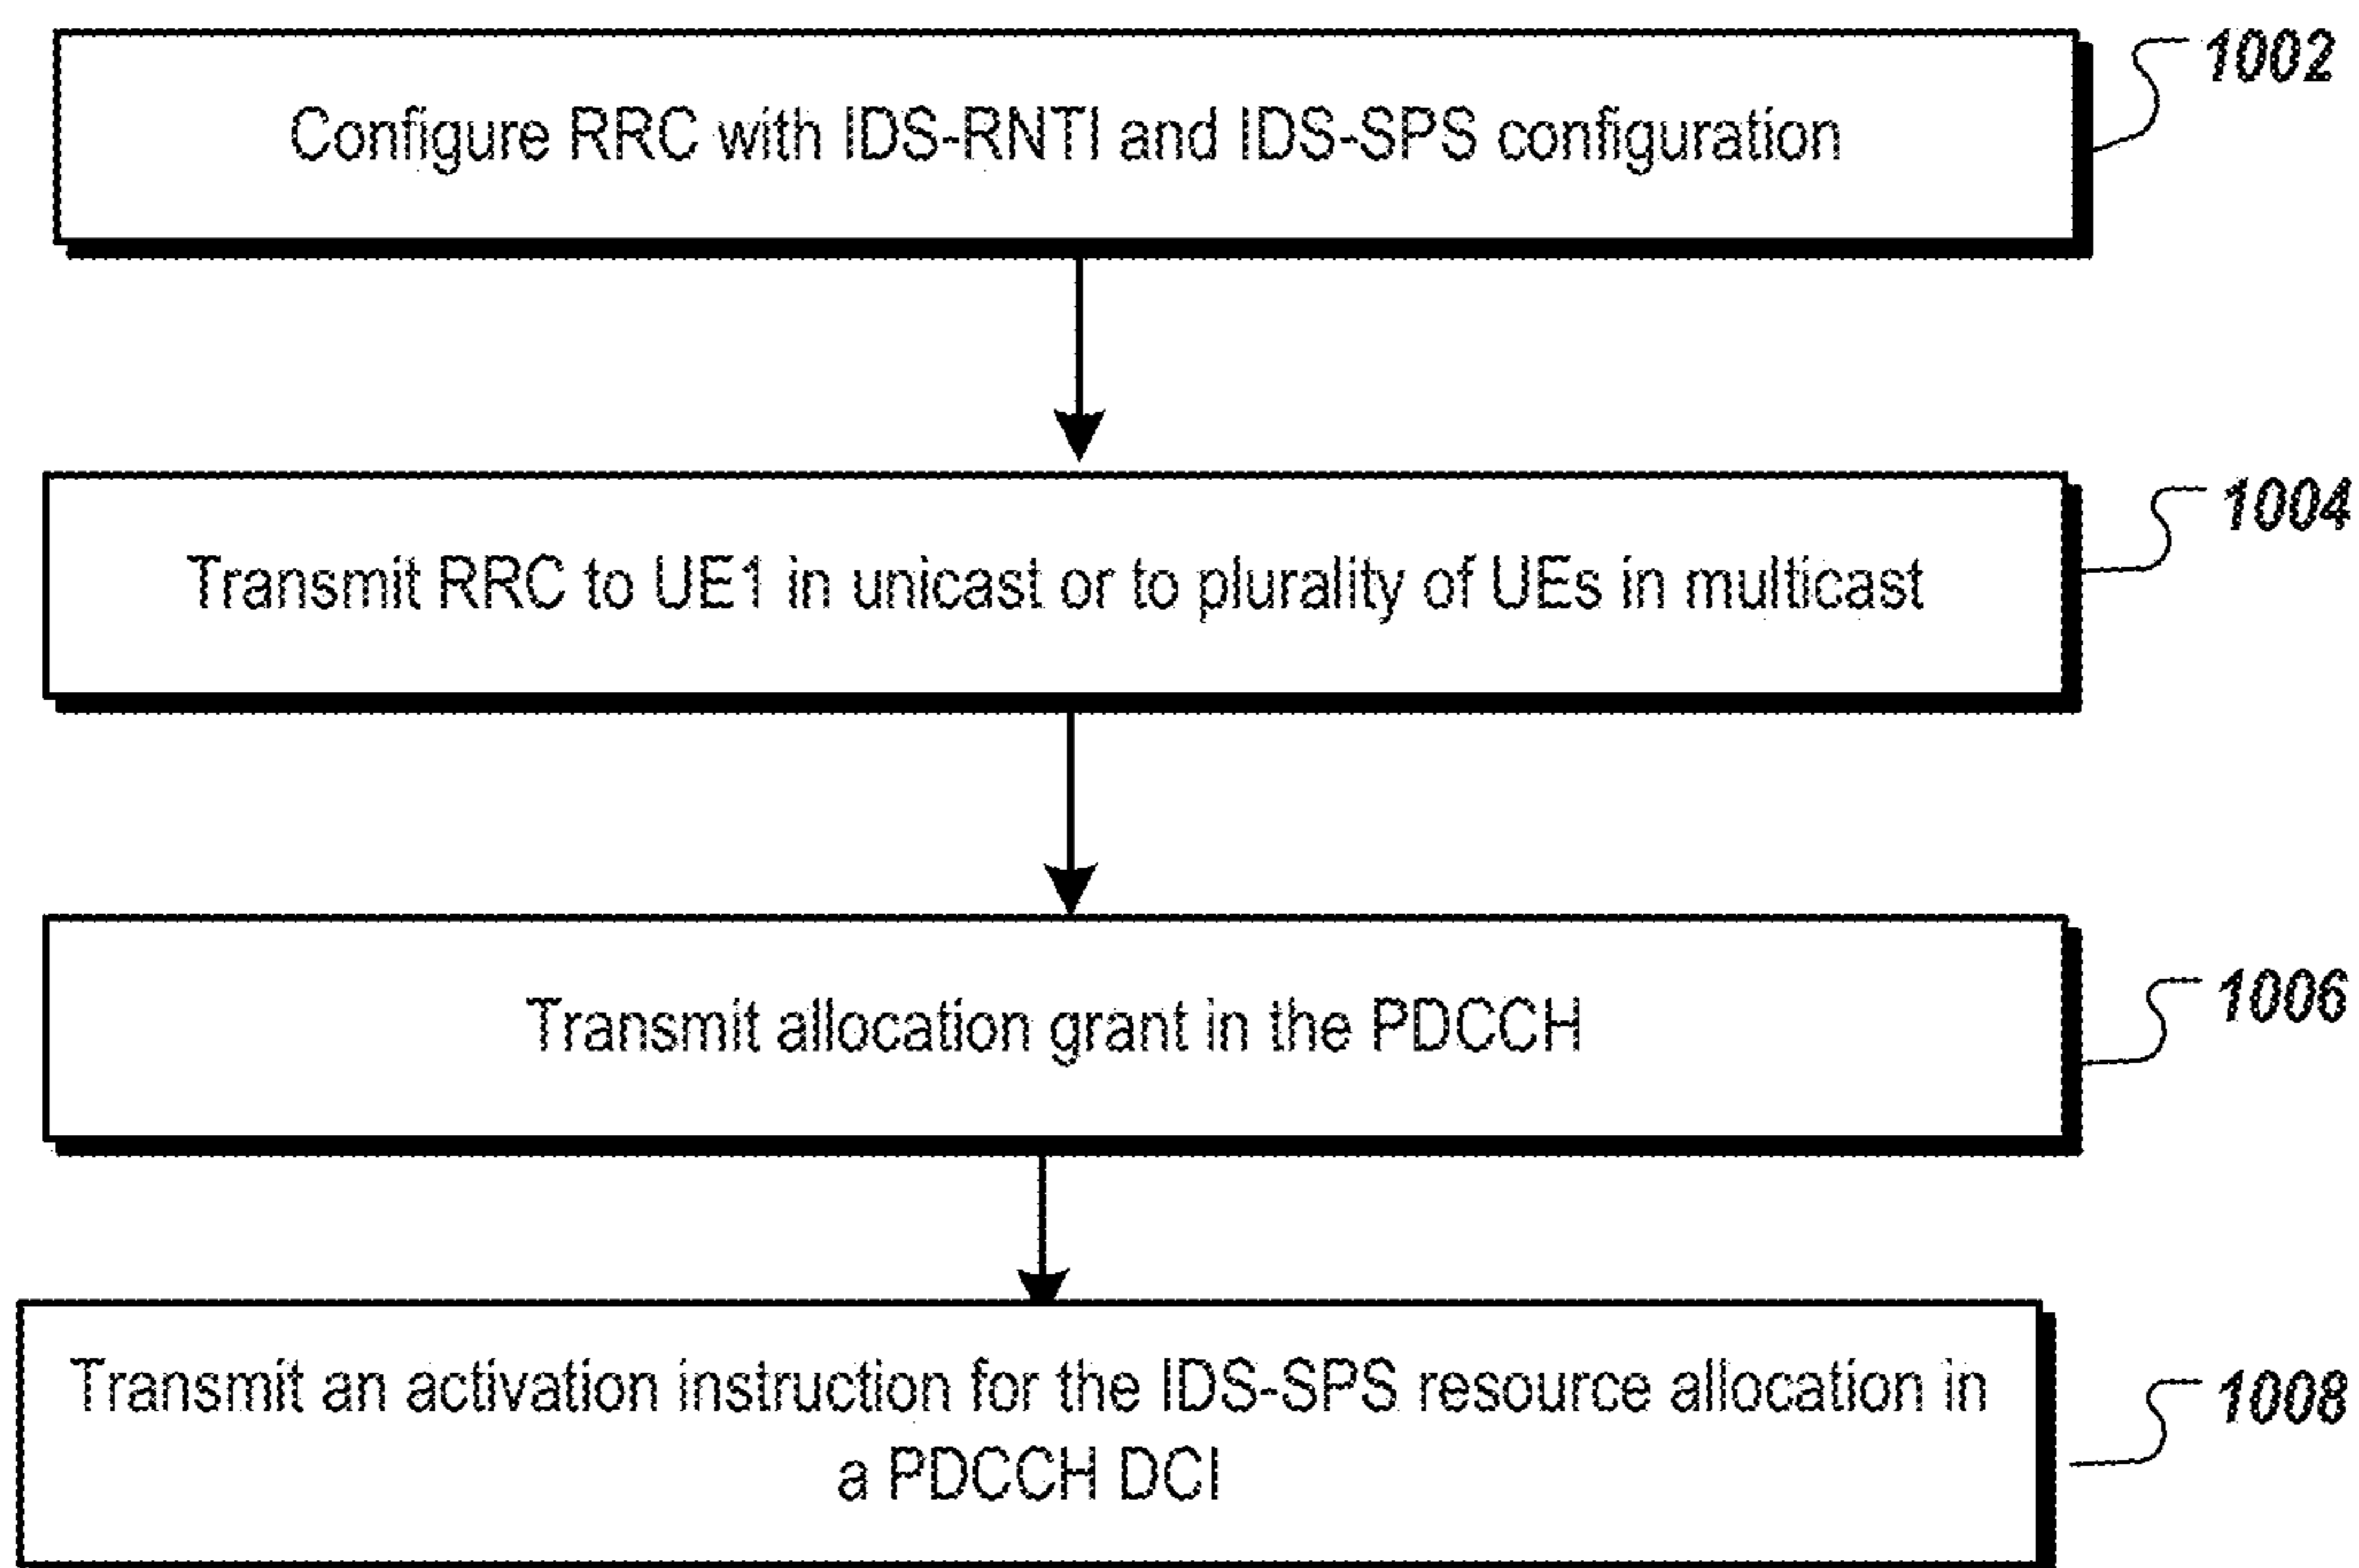 Configure RRC with IDS-RNTI and IDS-SPS configuration
1002
Transmit RRC to UE1 in unicast or to plurality of UEs in multicast
1004
Transmit allocation grant in the PDCCH
1006
Transmit an activation instruction for the IDS-SPS resource allocation in
a PDCCH DCI
1008